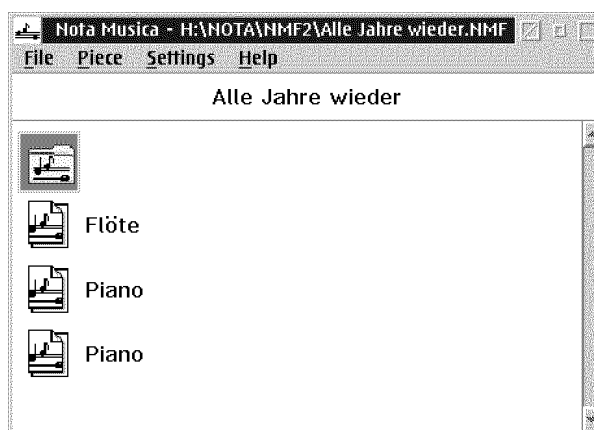 Nota Musica - H:\NOTA\NMF2\Alle Jahre wieder.NMF
File Piece Settings Help
Alle Jahre wieder
Flöte
Piano
Piano